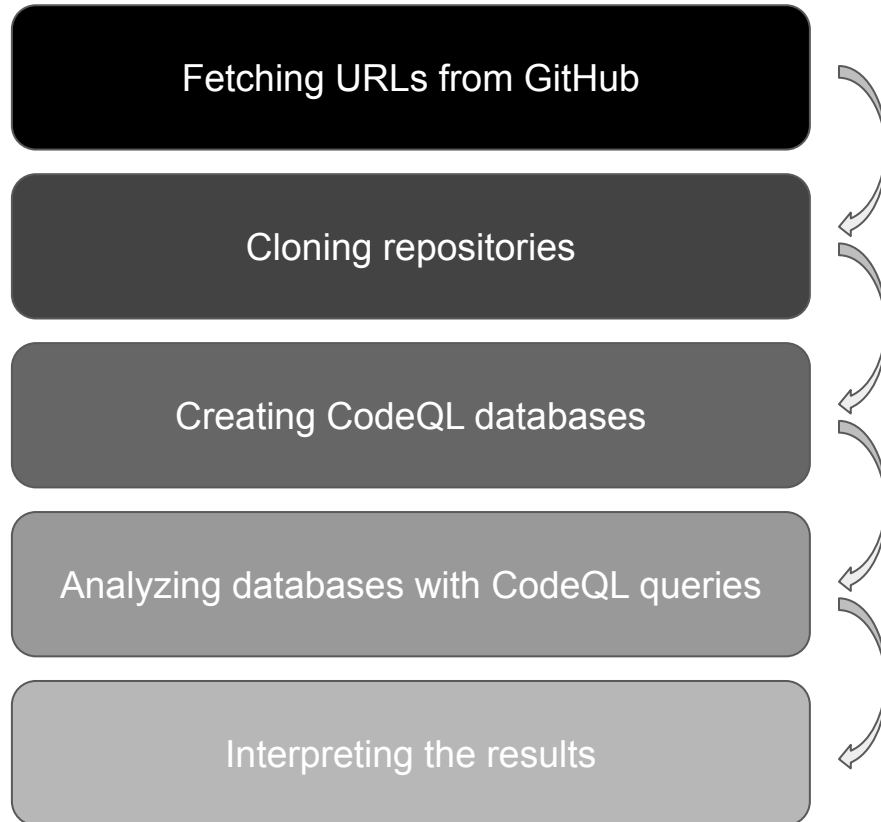 Fetching URLs from GitHub
Cloning repositories
Creating CodeQL databases
Analyzing databases with CodeQL queries
Interpreting the results